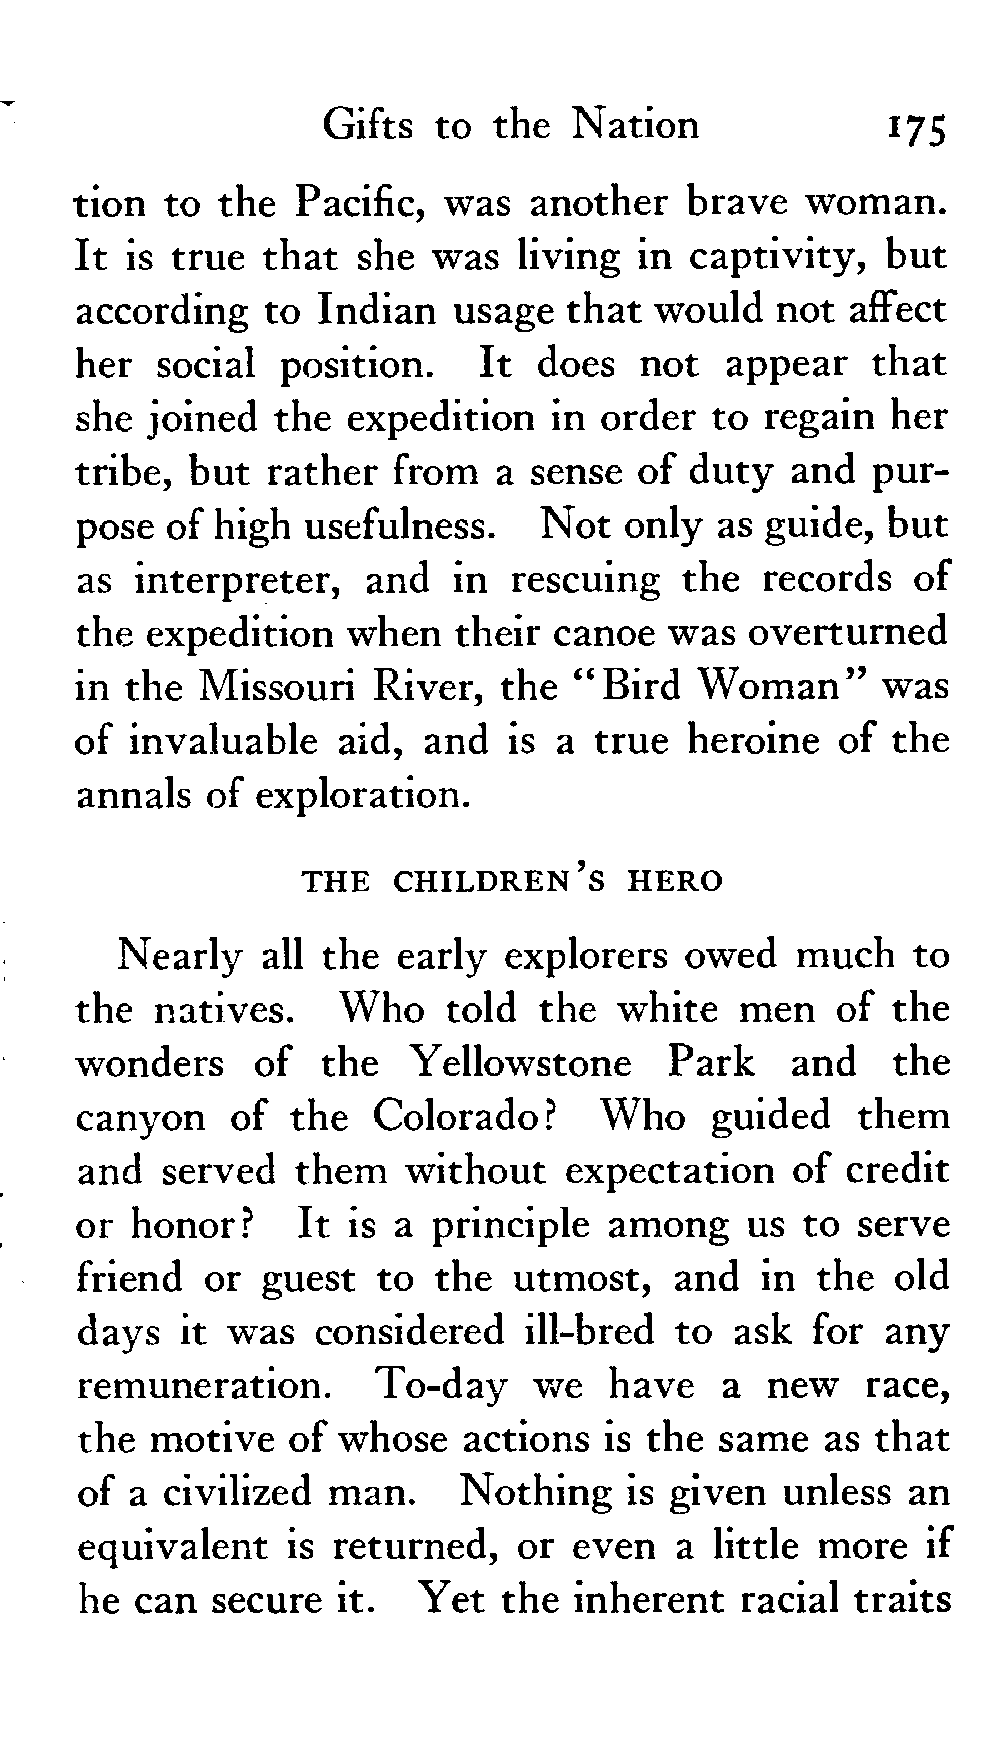 Gifts to the Nation 175
tion to the Pacific, was another brave woman.
It is true that she was living in captivity, but
according to Indian usage that would not affect
her social position. It does not appear that
she joined the expedition in order to regain her
tribe, but rather from a sense of duty and pur-
pose of high usefulness. Not only as guide, but
as interpreter, and in rescuing the records of
the expedition when their canoe was overturned
in the Missouri River, the "Bird Woman" was
of invaluable aid, and is a true heroine of the
annals of exploration.
THE CHILDREN'S HERO
Nearly all the early explorers owed much to
the natives. Who told the white men of the
wonders of the Yellowstone Park and the
canyon of the Colorado? Who guided them
and served them without expectation of credit
or honor? It is a principle among us to serve
friend or guest to the utmost, and in the old
days it was considered ill-bred to ask for any
remuneration. To-day we have a new race,
the motive of whose actions is the same as that
of a civilized man. Nothing is given unless an
equivalent is returned, or even a little more if
he can secure it. Yet the inherent racial traits